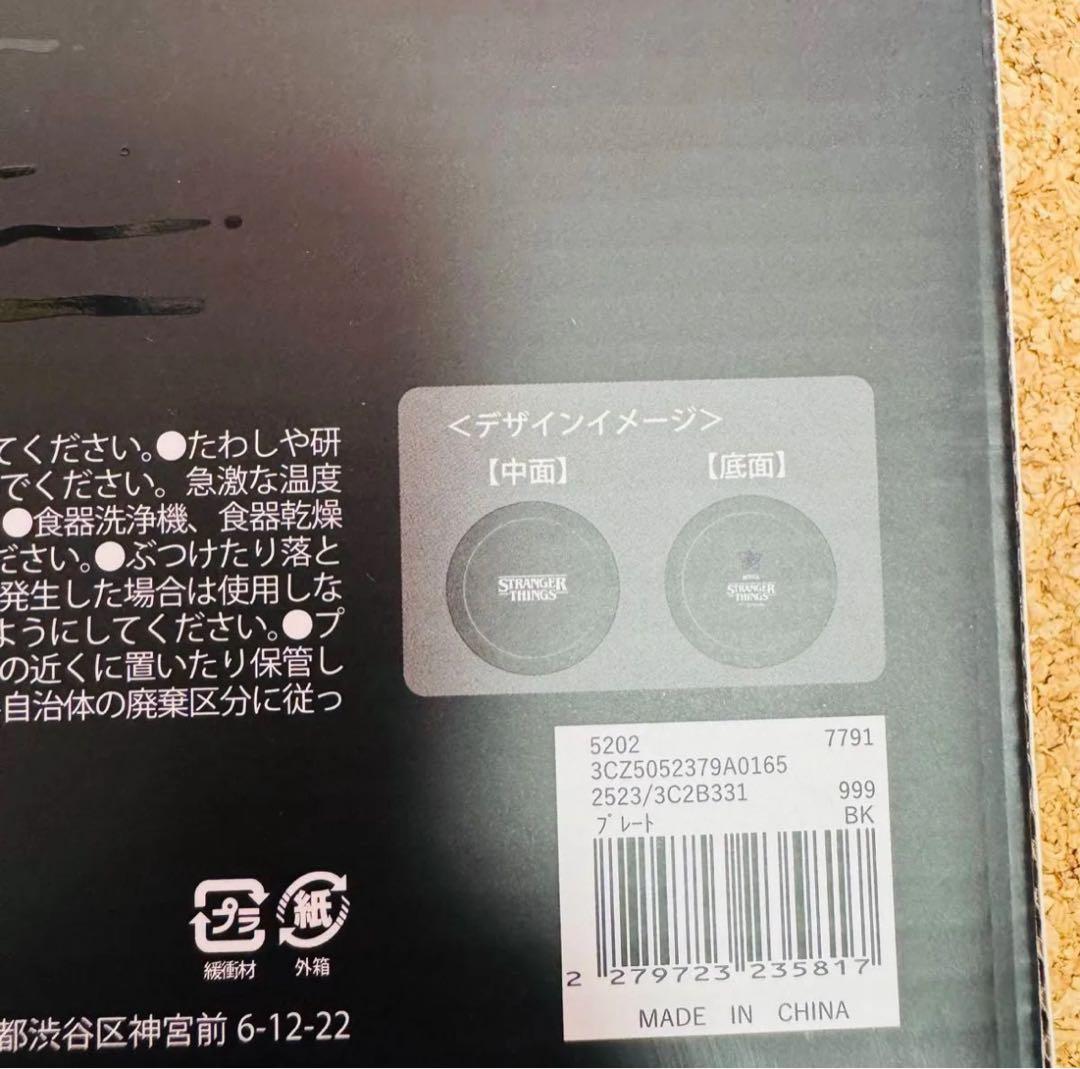 てください。●たわしや研
でください。急激な温度
●食器洗浄機、食器乾燥
ださい。●ぶつけたり落と
発生した場合は使用しな
ようにしてください。●プ
の近くに置いたり保管し
自治体の廃棄区分に従っ
プラ
緩衝材
紙
外箱
都渋谷区神宮前 6-12-22
＜デザインイメージ＞
【中面】
【底面】
STRANGER
THINGS
STRANGER
THINGS
5202 7791
3CZ5052379A0165
2523/3C2B331 999
ﾌﾟﾚｰﾄ BK
2 279723 235817
MADE IN CHINA